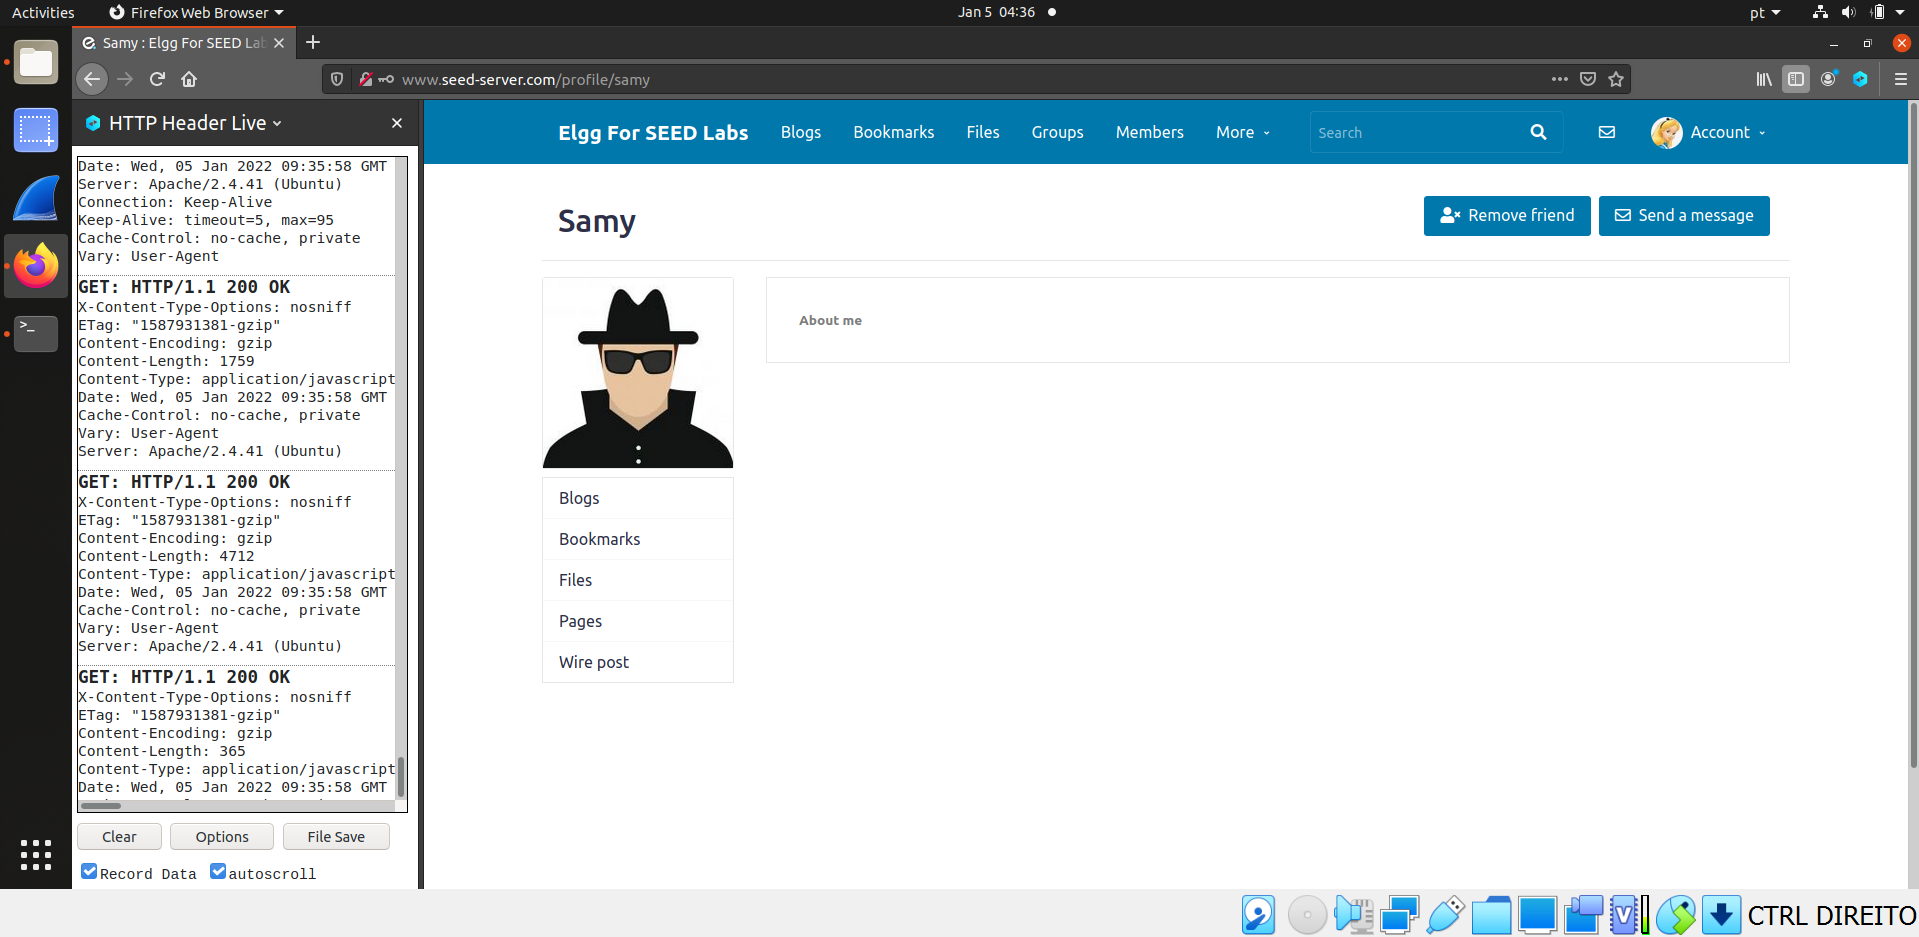 Activities
Firefox Web Browser
Jan 5 04:36
pt
Samy : Elgg For SEED Lab
www.seed-server.com/profile/samy
HTTP Header Live
Date: Wed, 05 Jan 2022 09:35:58 GMT
Server: Apache/2.4.41 (Ubuntu)
Connection: Keep-Alive
Keep-Alive: timeout=5, max=95
Cache-Control: no-cache, private
Vary: User-Agent
GET: HTTP/1.1 200 OK
X-Content-Type-Options: nosniff
ETag: "1587931381-gzip"
Content-Encoding: gzip
Content-Length: 1759
Content-Type: application/javascript
Date: Wed, 05 Jan 2022 09:35:58 GMT
Cache-Control: no-cache, private
Vary: User-Agent
Server: Apache/2.4.41 (Ubuntu)
GET: HTTP/1.1 200 OK
X-Content-Type-Options: nosniff
ETag: "1587931381-gzip"
Content-Encoding: gzip
Content-Length: 4712
Content-Type: application/javascript
Date: Wed, 05 Jan 2022 09:35:58 GMT
Cache-Control: no-cache, private
Vary: User-Agent
Server: Apache/2.4.41 (Ubuntu)
GET: HTTP/1.1 200 OK
X-Content-Type-Options: nosniff
ETag: "1587931381-gzip"
Content-Encoding: gzip
Content-Length: 365
Content-Type: application/javascript
Date: Wed, 05 Jan 2022 09:35:58 GMT
Clear
Options
File Save
Record Data
autoscroll
Elgg For SEED Labs
Blogs
Bookmarks
Files
Groups
Members
More
Search
Account
Samy
Remove friend
Send a message
About me
Blogs
Bookmarks
Files
Pages
Wire post
V
CTRL DIREITO